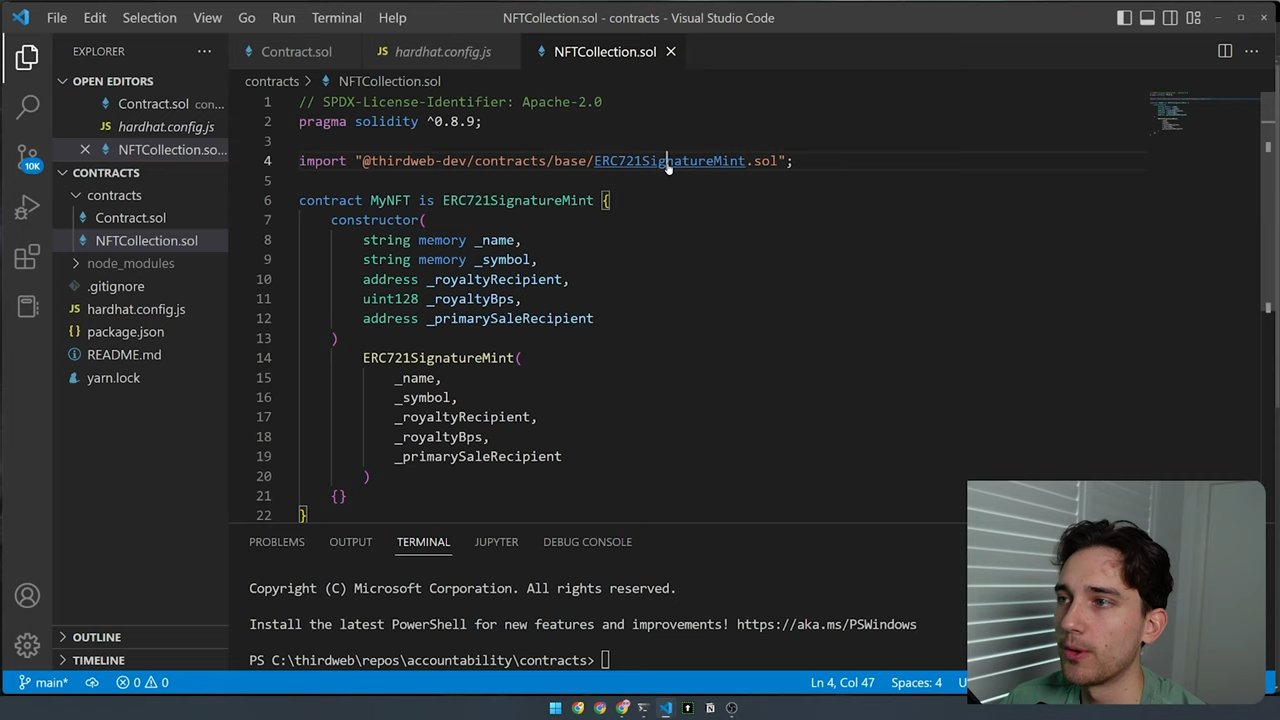 File Edit Selection View Go Run Terminal Help NFTCollection.sol - contracts - Visual Studio Code
EXPLORER
Contract.sol hardhat.config.js NFTCollection.sol
OPEN EDITORS
Contract.sol con...
hardhat.config.js
NFTCollection.so...
CONTRACTS
contracts
Contract.sol
NFTCollection.sol
node_modules
.gitignore
hardhat.config.js
package.json
README.md
yarn.lock
OUTLINE
TIMELINE
10K
contracts > NFTCollection.sol
1 // SPDX-License-Identifier: Apache-2.0
2 pragma solidity ^0.8.9;
3
4 import "@thirdweb-dev/contracts/base/ERC721SignatureMint.sol";
5
6 contract MyNFT is ERC721SignatureMint {
7 constructor(
8 string memory _name,
9 string memory _symbol,
10 address _royaltyRecipient,
11 uint128 _royaltyBps,
12 address _primarySaleRecipient
13 )
14 ERC721SignatureMint(
15 _name,
16 _symbol,
17 _royaltyRecipient,
18 _royaltyBps,
19 _primarySaleRecipient
20 )
21 {}
22 }
PROBLEMS OUTPUT TERMINAL JUPYTER DEBUG CONSOLE
Copyright (C) Microsoft Corporation. All rights reserved.
Install the latest PowerShell for new features and improvements! https://aka.ms/PSWindows
PS C:\thirdweb\repos\accountability\contracts>
main* 0 0 Ln 4, Col 47 Spaces: 4